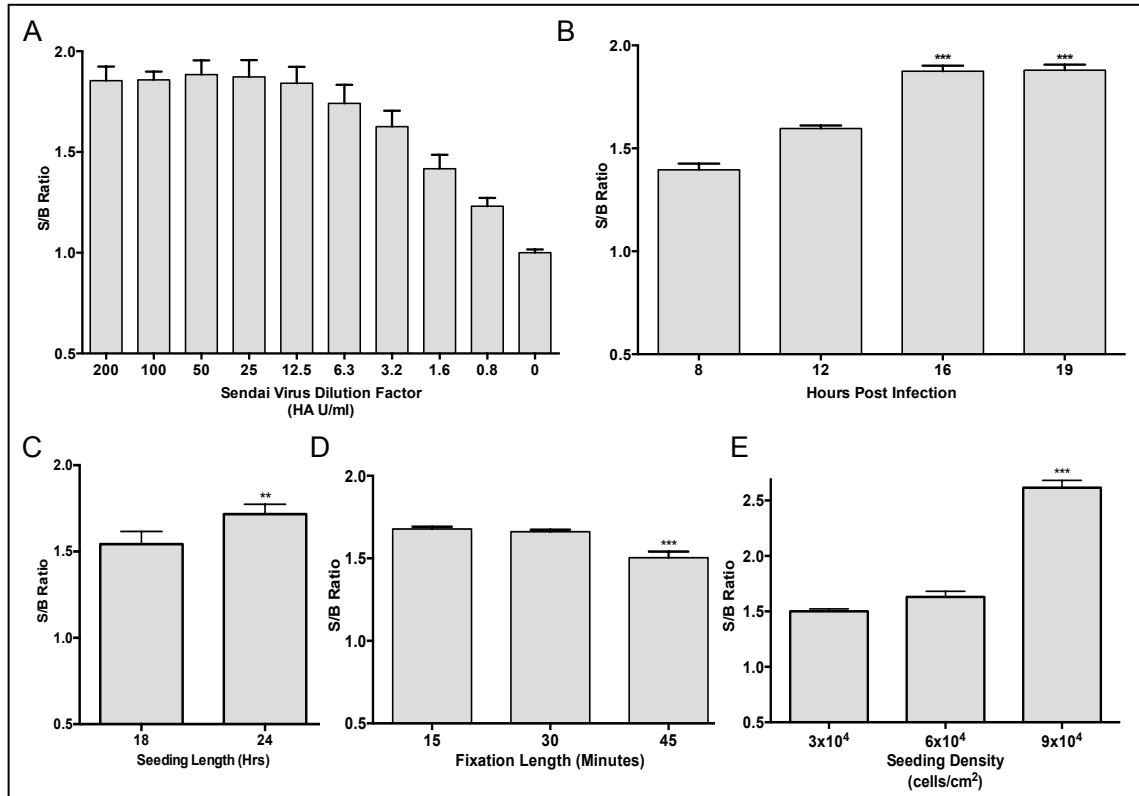 A
S/B Ratio
2.0
1.5
1.0
0.5
200 100 50 25 12.5 6.3 3.2 1.6 0.8 0
Sendai Virus Dilution Factor
(HA U/ml)
B
S/B Ratio
2.0
1.5
1.0
0.5
*** ***
8 12 16 19
Hours Post Infection
C
S/B Ratio
2.0
1.5
1.0
0.5
**
18 24
Seeding Length (Hrs)
D
S/B Ratio
2.0
1.5
1.0
0.5
***
15 30 45
Fixation Length (Minutes)
E
S/B Ratio
2.5
2.0
1.5
1.0
0.5
***
3x10⁴ 6x10⁴ 9x10⁴
Seeding Density
(cells/cm²)